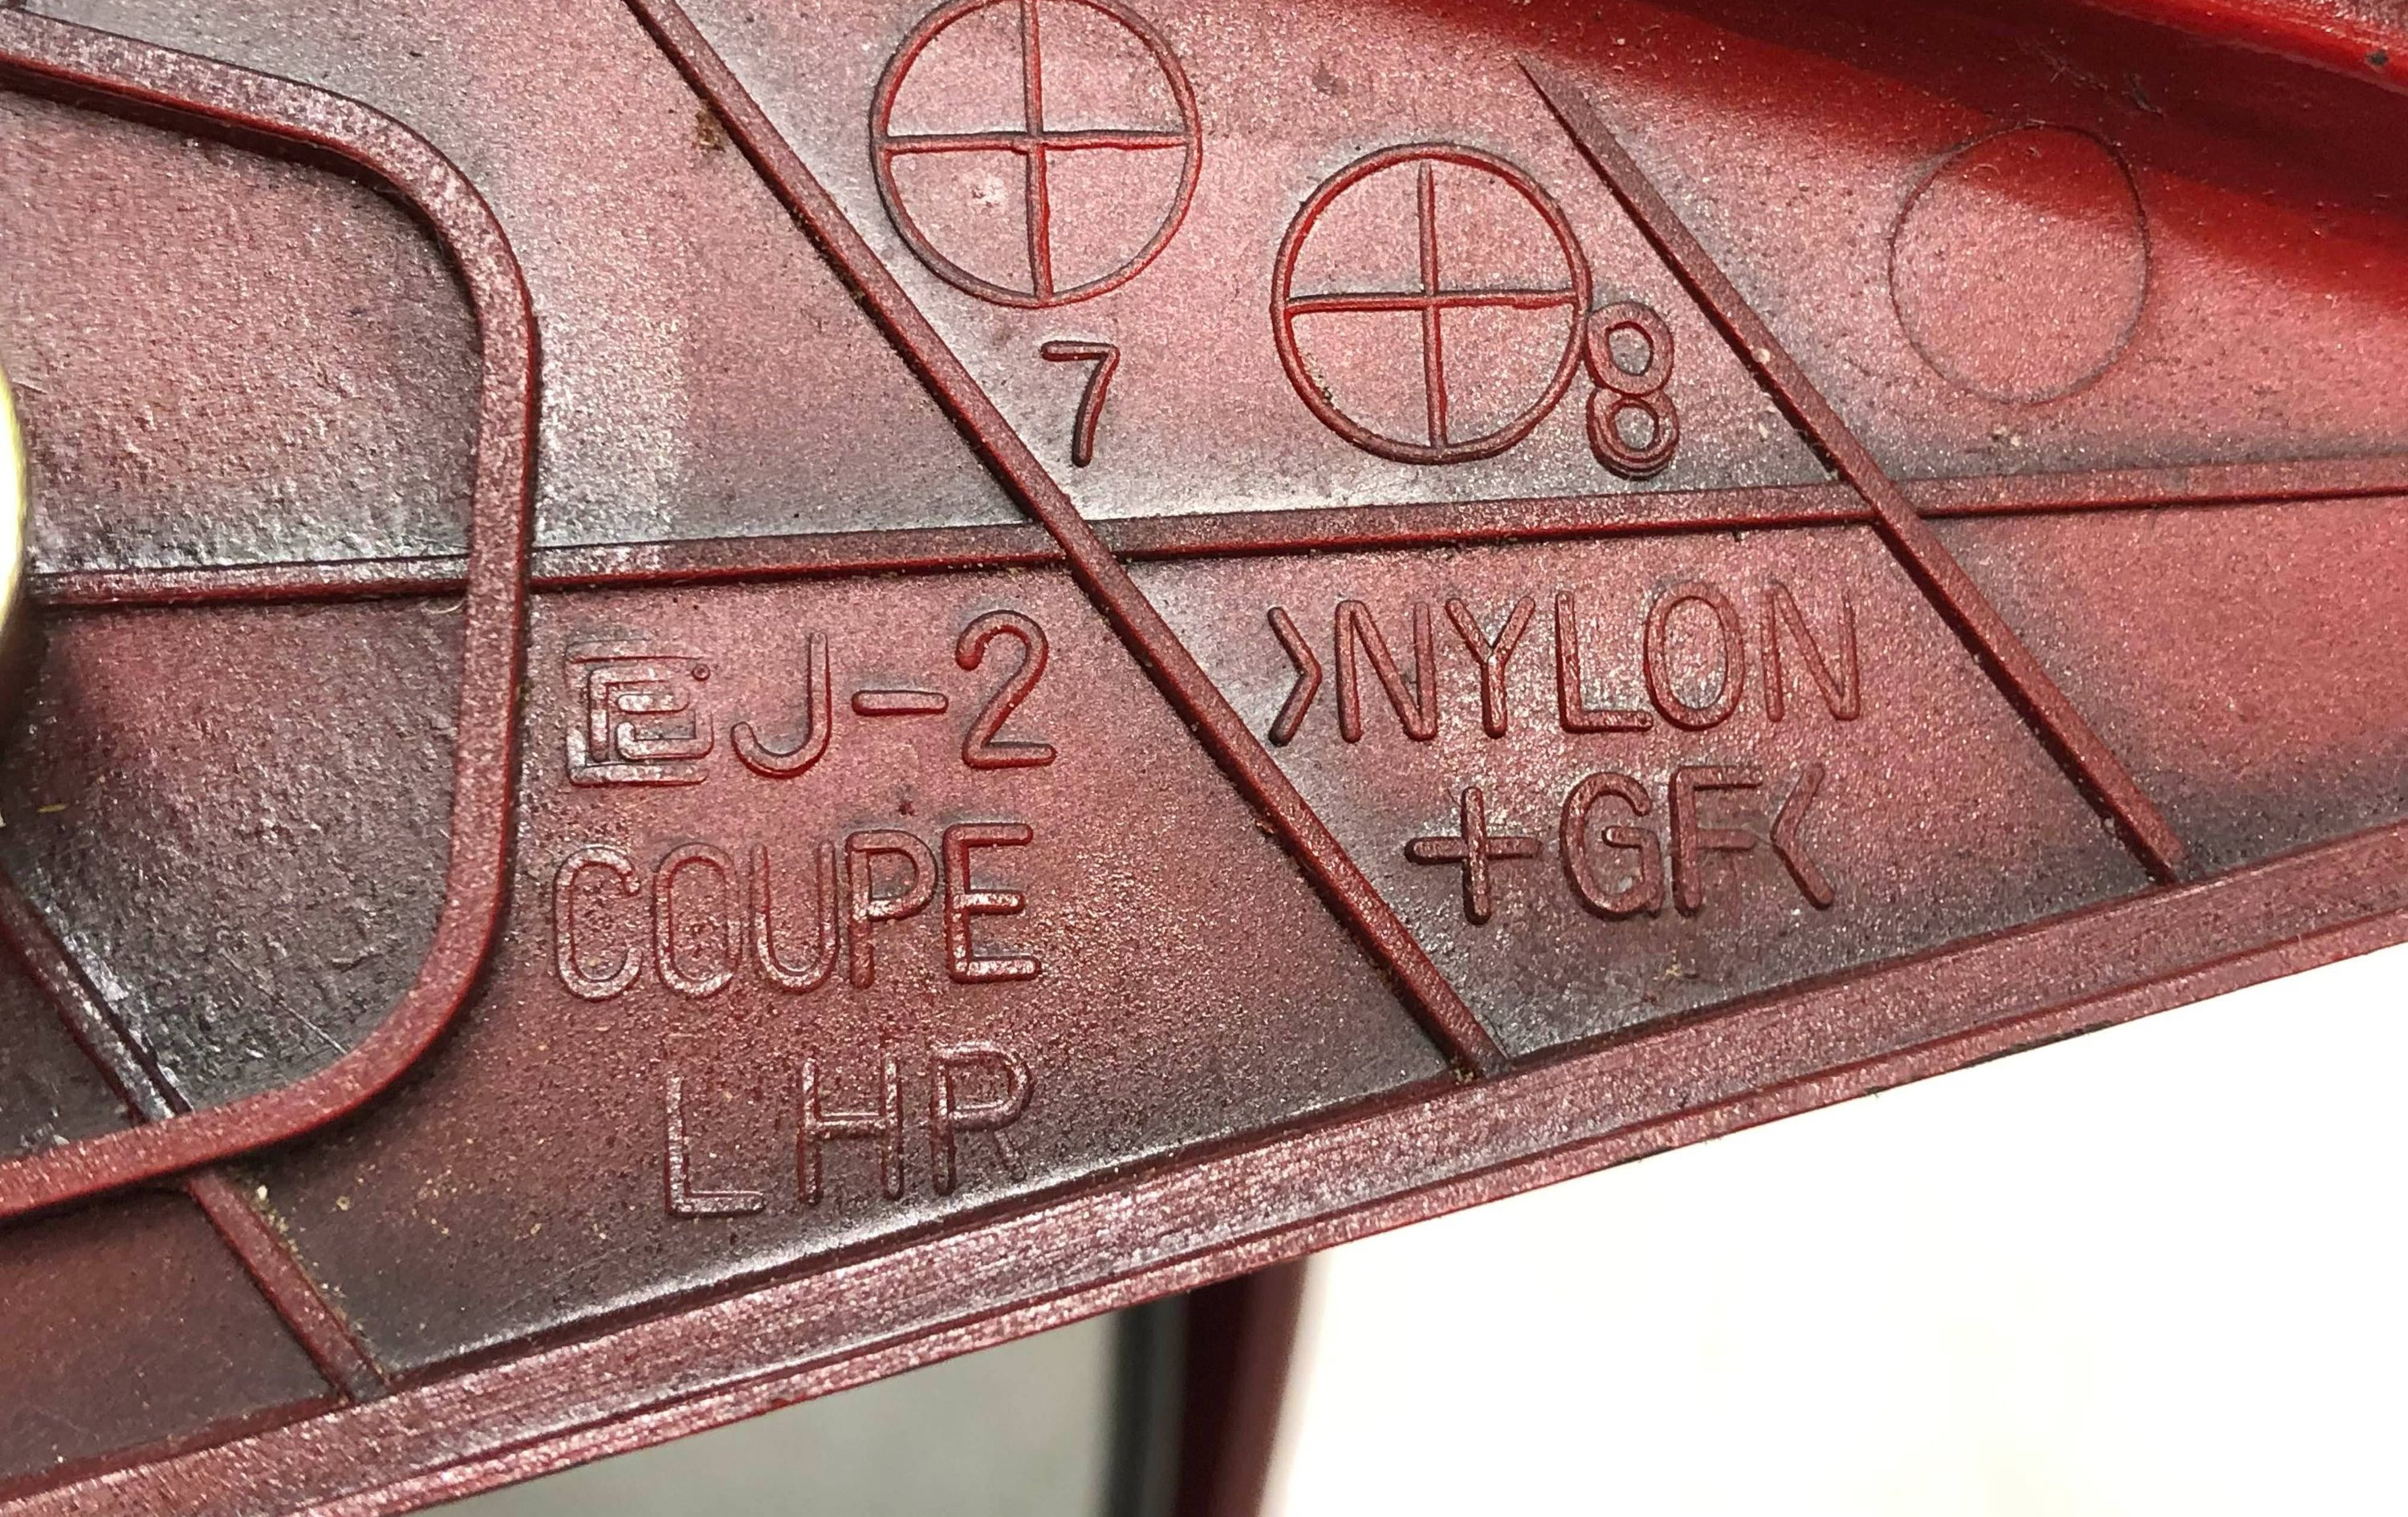 7
8
EJ-2
COUPE
LHR
>NYLON
+GF<